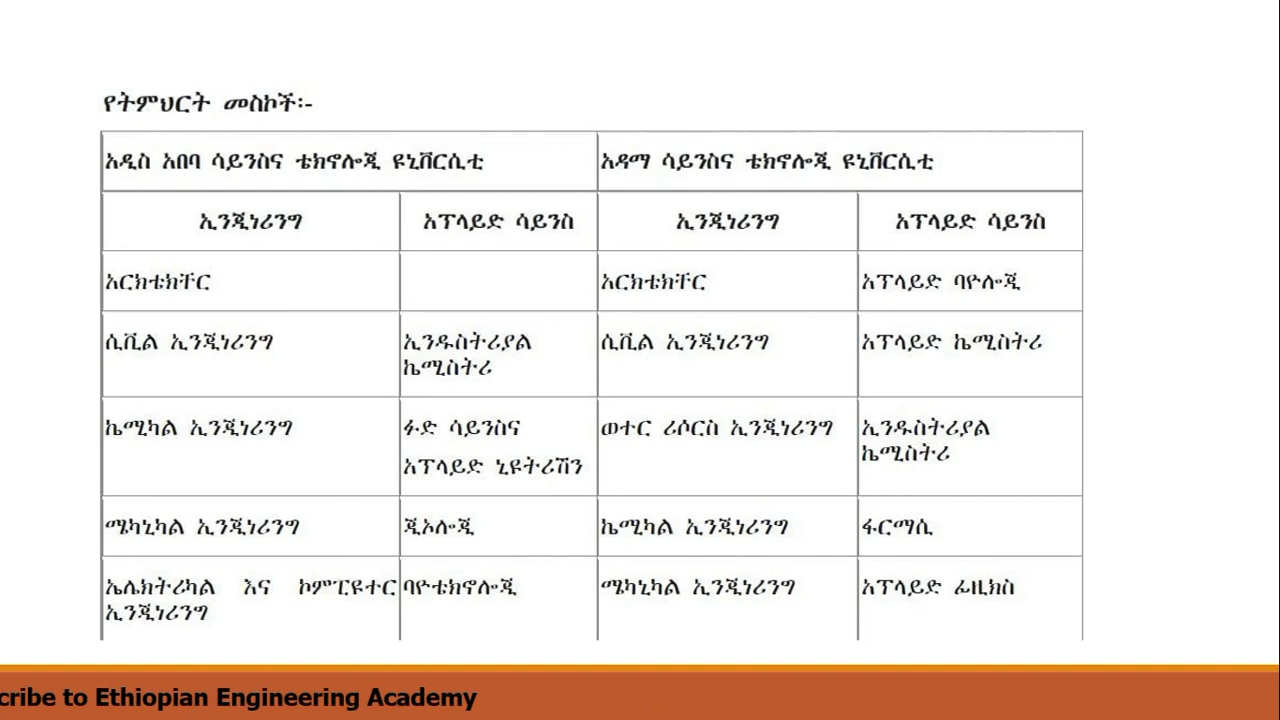 የትምህርት መስኮች፡-
አዲስ አበባ ሳይንስና ቴክኖሎጂ ዩኒቨርሲቲ አዳማ ሳይንስና ቴክኖሎጂ ዩኒቨርሲቲ
ኢንጂነሪንግ አፕላይድ ሳይንስ ኢንጂነሪንግ አፕላይድ ሳይንስ
አርክቴክቸር አርክቴክቸር አፕላይድ ባዮሎጂ
ሲቪል ኢንጂነሪንግ ኢንዱስትሪያል ሲቪል ኢንጂነሪንግ አፕላይድ ኬሚስትሪ
ኬሚስትሪ
ኬሚካል ኢንጂነሪንግ ፉድ ሳይንስና ወተር ሪሶርስ ኢንጂነሪንግ ኢንዱስትሪያል
ኬሚስትሪ
አፕላይድ ኒዩትሪሽን
ሜካኒካል ኢንጂነሪንግ ጂኦሎጂ ኬሚካል ኢንጂነሪንግ ፋርማሲ
ኤሌክትሪካል እና ኮምፒዩተር ባዮቴክኖሎጂ ሜካኒካል ኢንጂነሪንግ አፕላይድ ፊዚክስ
ኢንጂነሪንግ
cribe to Ethiopian Engineering Academy